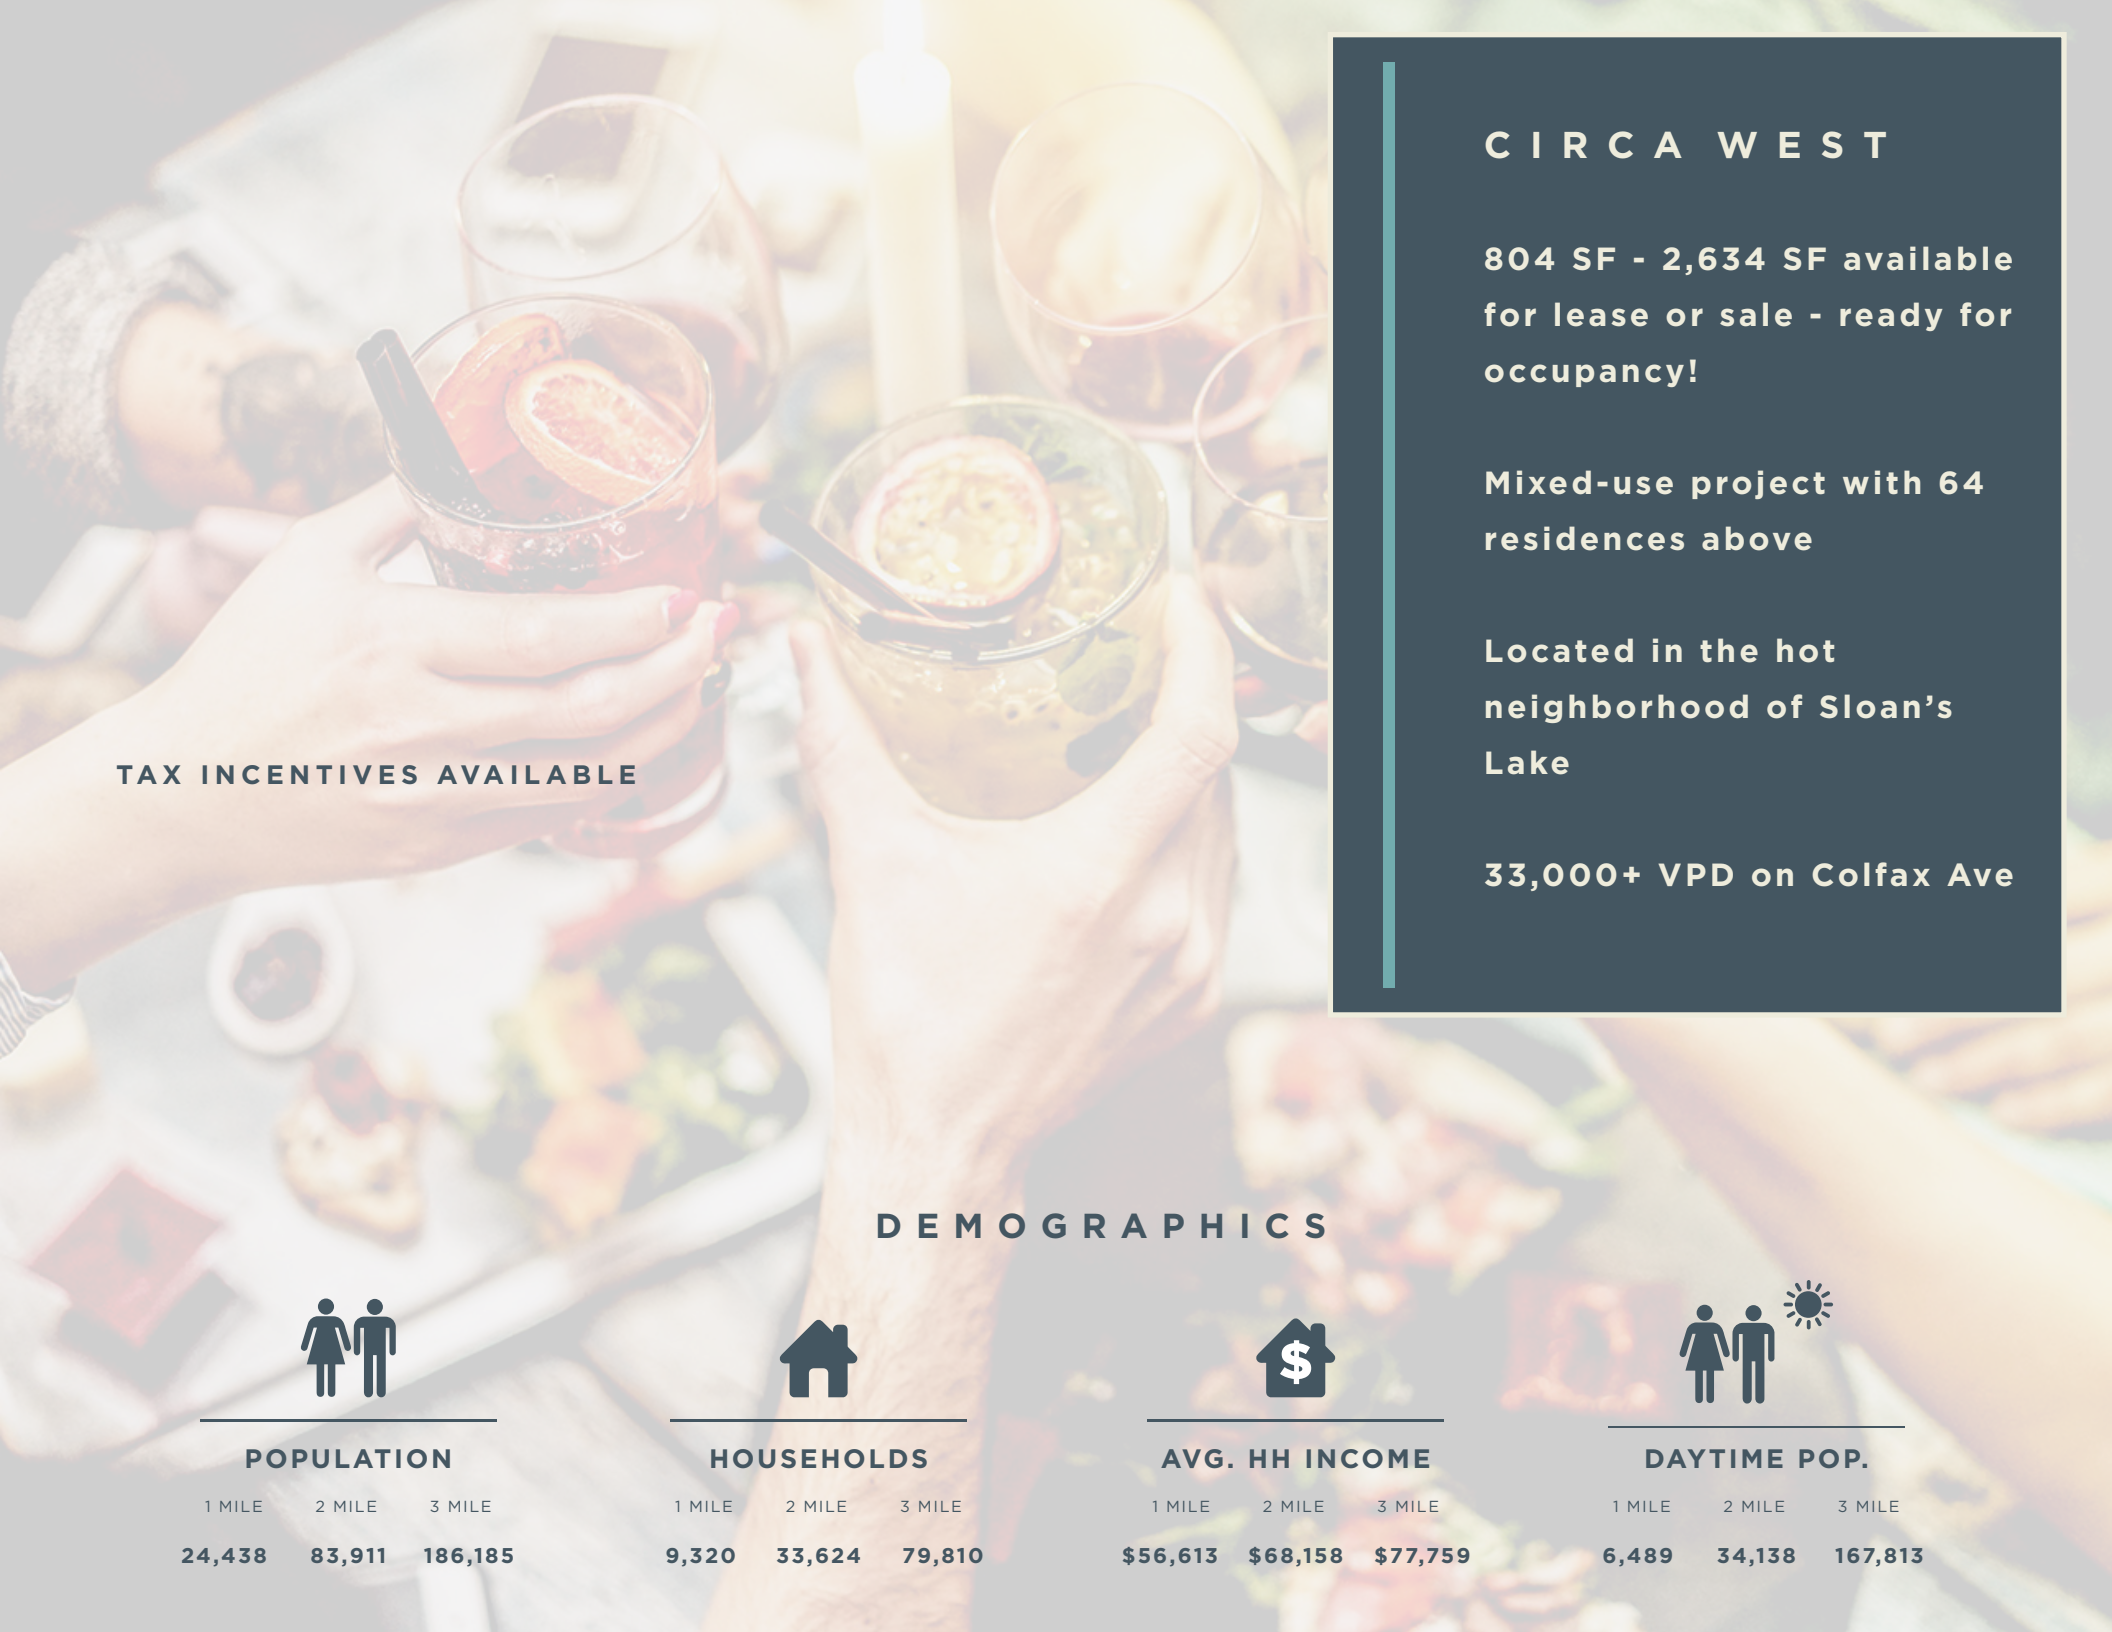 CIRCA WEST
804 SF - 2,634 SF available
for lease or sale - ready for
occupancy!
Mixed-use project with 64
residences above
Located in the hot
neighborhood of Sloan’s
Lake
33,000+ VPD on Colfax Ave
TAX INCENTIVES AVAILABLE
DEMOGRAPHICS
$
POPULATION
1 MILE 2 MILE 3 MILE
24,438 83,911 186,185
HOUSEHOLDS
1 MILE 2 MILE 3 MILE
9,320 33,624 79,810
AVG. HH INCOME
1 MILE 2 MILE 3 MILE
$56,613 $68,158 $77,759
DAYTIME POP.
1 MILE 2 MILE 3 MILE
6,489 34,138 167,813